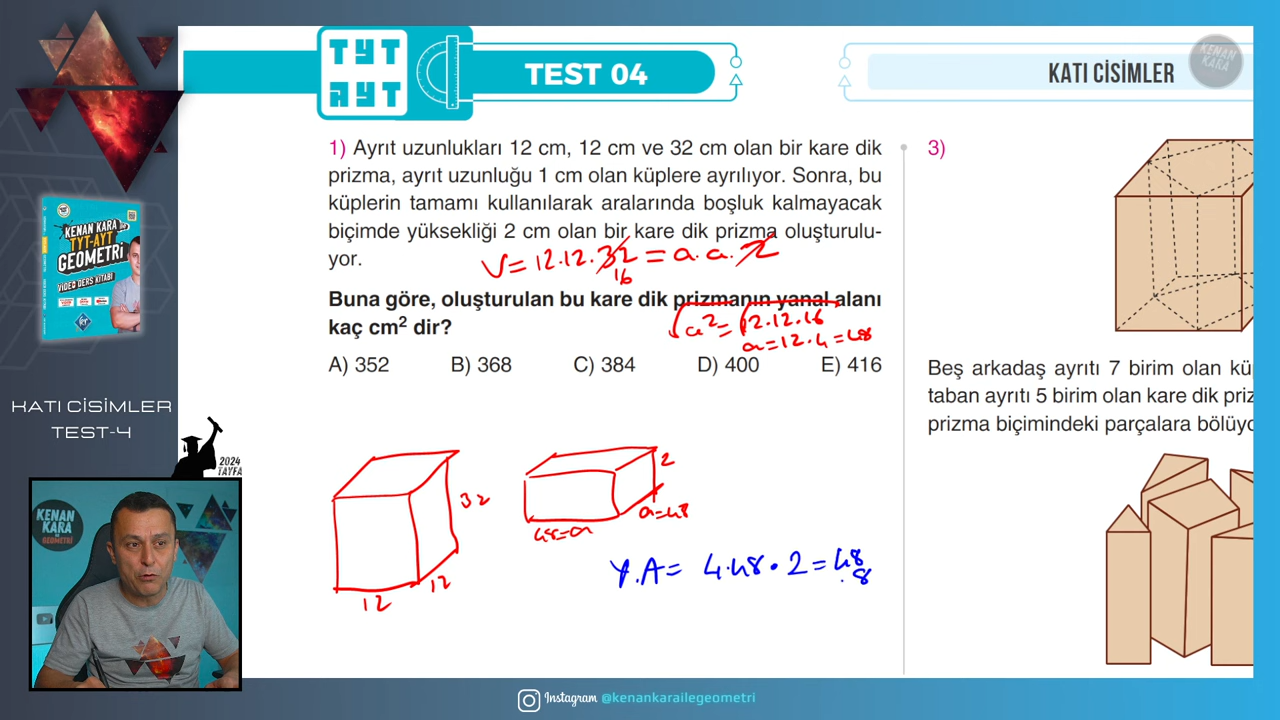 TYT
AYT
TEST 04
KATI CİSİMLER
KENAN KARA
1) Ayrıt uzunlukları 12 cm, 12 cm ve 32 cm olan bir kare dik
prizma, ayrıt uzunluğu 1 cm olan küplere ayrılıyor. Sonra, bu
küplerin tamamı kullanılarak aralarında boşluk kalmayacak
biçimde yüksekliği 2 cm olan bir kare dik prizma oluşturulu-
yor.
V = 12.12.32 = a.a.2
16
Buna göre, oluşturulan bu kare dik prizmanın yanal alanı
kaç cm² dir?
√a² = √12.12.16
a = 12.4 = 48
A) 352 B) 368 C) 384 D) 400 E) 416
32
12
12
2
a=48
48=a
Y.A = 4.48.2 = 48
.8
3)
Beş arkadaş ayrıtı 7 birim olan kü
taban ayrıtı 5 birim olan kare dik priz
prizma biçimindeki parçalara bölüyo
KENAN KARA
TYT-AYT
GEOMETRİ
VİDEO DERS KİTABI
KATI CİSİMLER
TEST-4
2024
TAYFA
KENAN
KARA
GEOMETRİ
Instagram @kenankarailegeometri